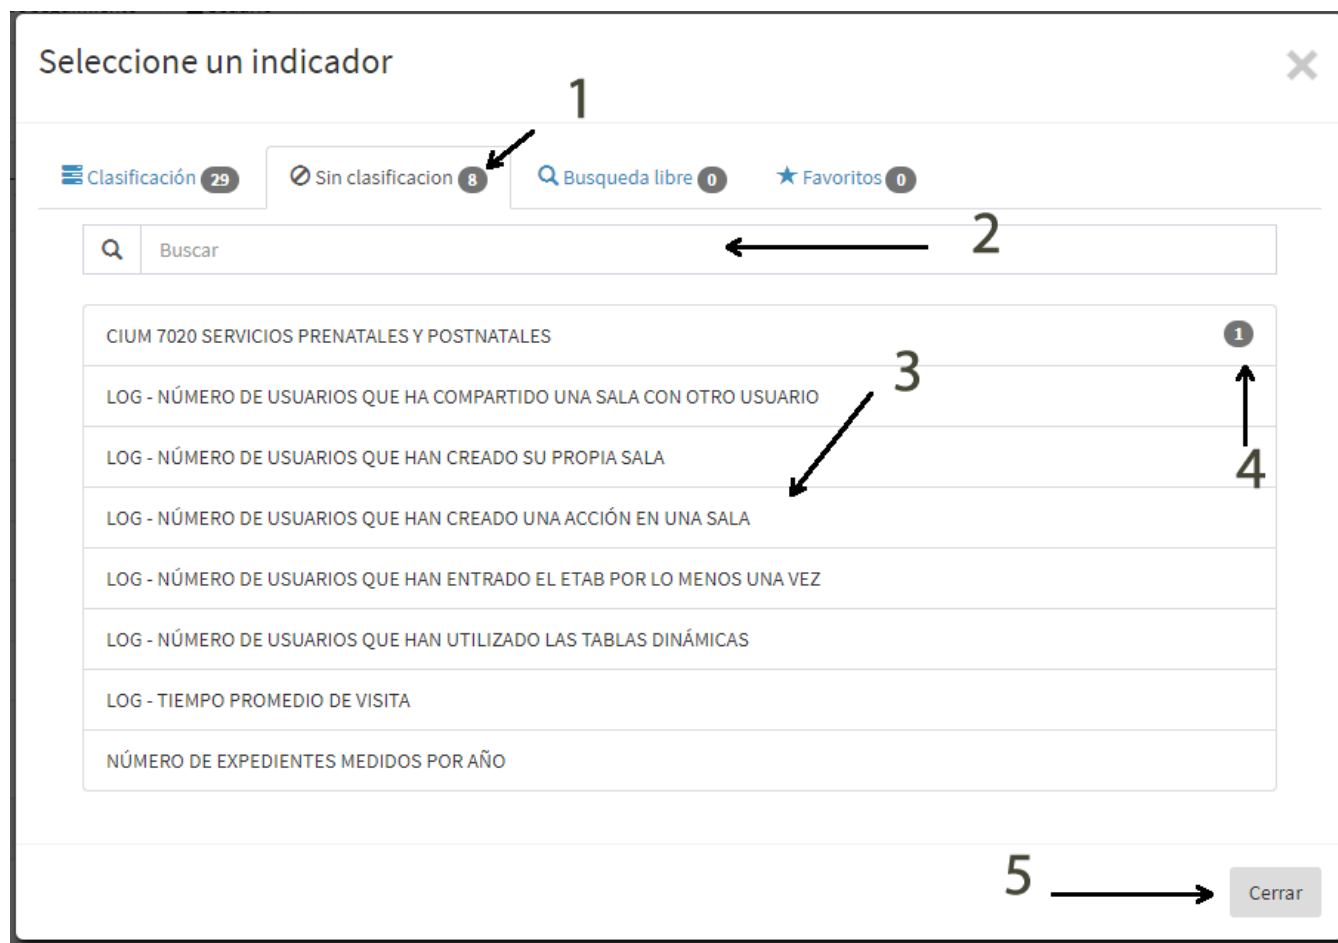 Seleccione un indicador
1
Clasificación 29 Sin clasificacion 8 Busqueda libre 0 Favoritos 0
Buscar
2
CIUM 7020 SERVICIOS PRENATALES Y POSTNATALES 1
3
LOG - NÚMERO DE USUARIOS QUE HA COMPARTIDO UNA SALA CON OTRO USUARIO
LOG - NÚMERO DE USUARIOS QUE HAN CREADO SU PROPIA SALA
4
LOG - NÚMERO DE USUARIOS QUE HAN CREADO UNA ACCIÓN EN UNA SALA
LOG - NÚMERO DE USUARIOS QUE HAN ENTRADO EL ETAB POR LO MENOS UNA VEZ
LOG - NÚMERO DE USUARIOS QUE HAN UTILIZADO LAS TABLAS DINÁMICAS
LOG - TIEMPO PROMEDIO DE VISITA
NÚMERO DE EXPEDIENTES MEDIDOS POR AÑO
5
Cerrar